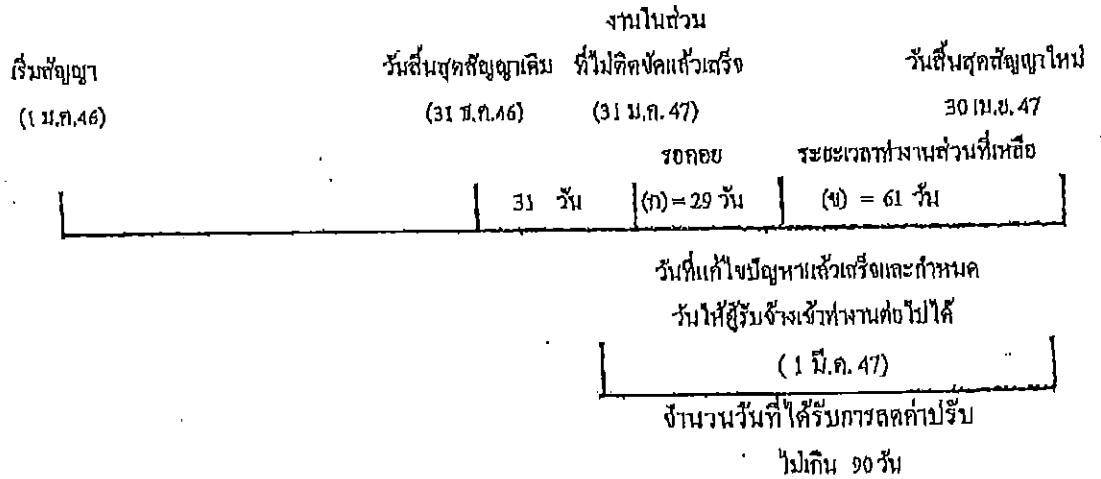 งานในส่วน
เริ่มสัญญา วันสิ้นสุดสัญญาเดิม ที่ไม่ติดขัดแล้วเสร็จ วันสิ้นสุดสัญญาใหม่
(1 ม.ค.46) (31 ธ.ค.46) (31 ม.ค. 47) 30 เม.ย. 47
รอคอย ระยะเวลาทำงานส่วนที่เหลือ
31 วัน (ก) = 29 วัน (ข) = 61 วัน
วันที่แก้ไขปัญหาแล้วเสร็จและกำหนด
วันให้ผู้รับจ้างเข้าทำงานต่อไปได้
( 1 มี.ค. 47)
จำนวนวันที่ได้รับการลดค่าปรับ
ไม่เกิน 90 วัน